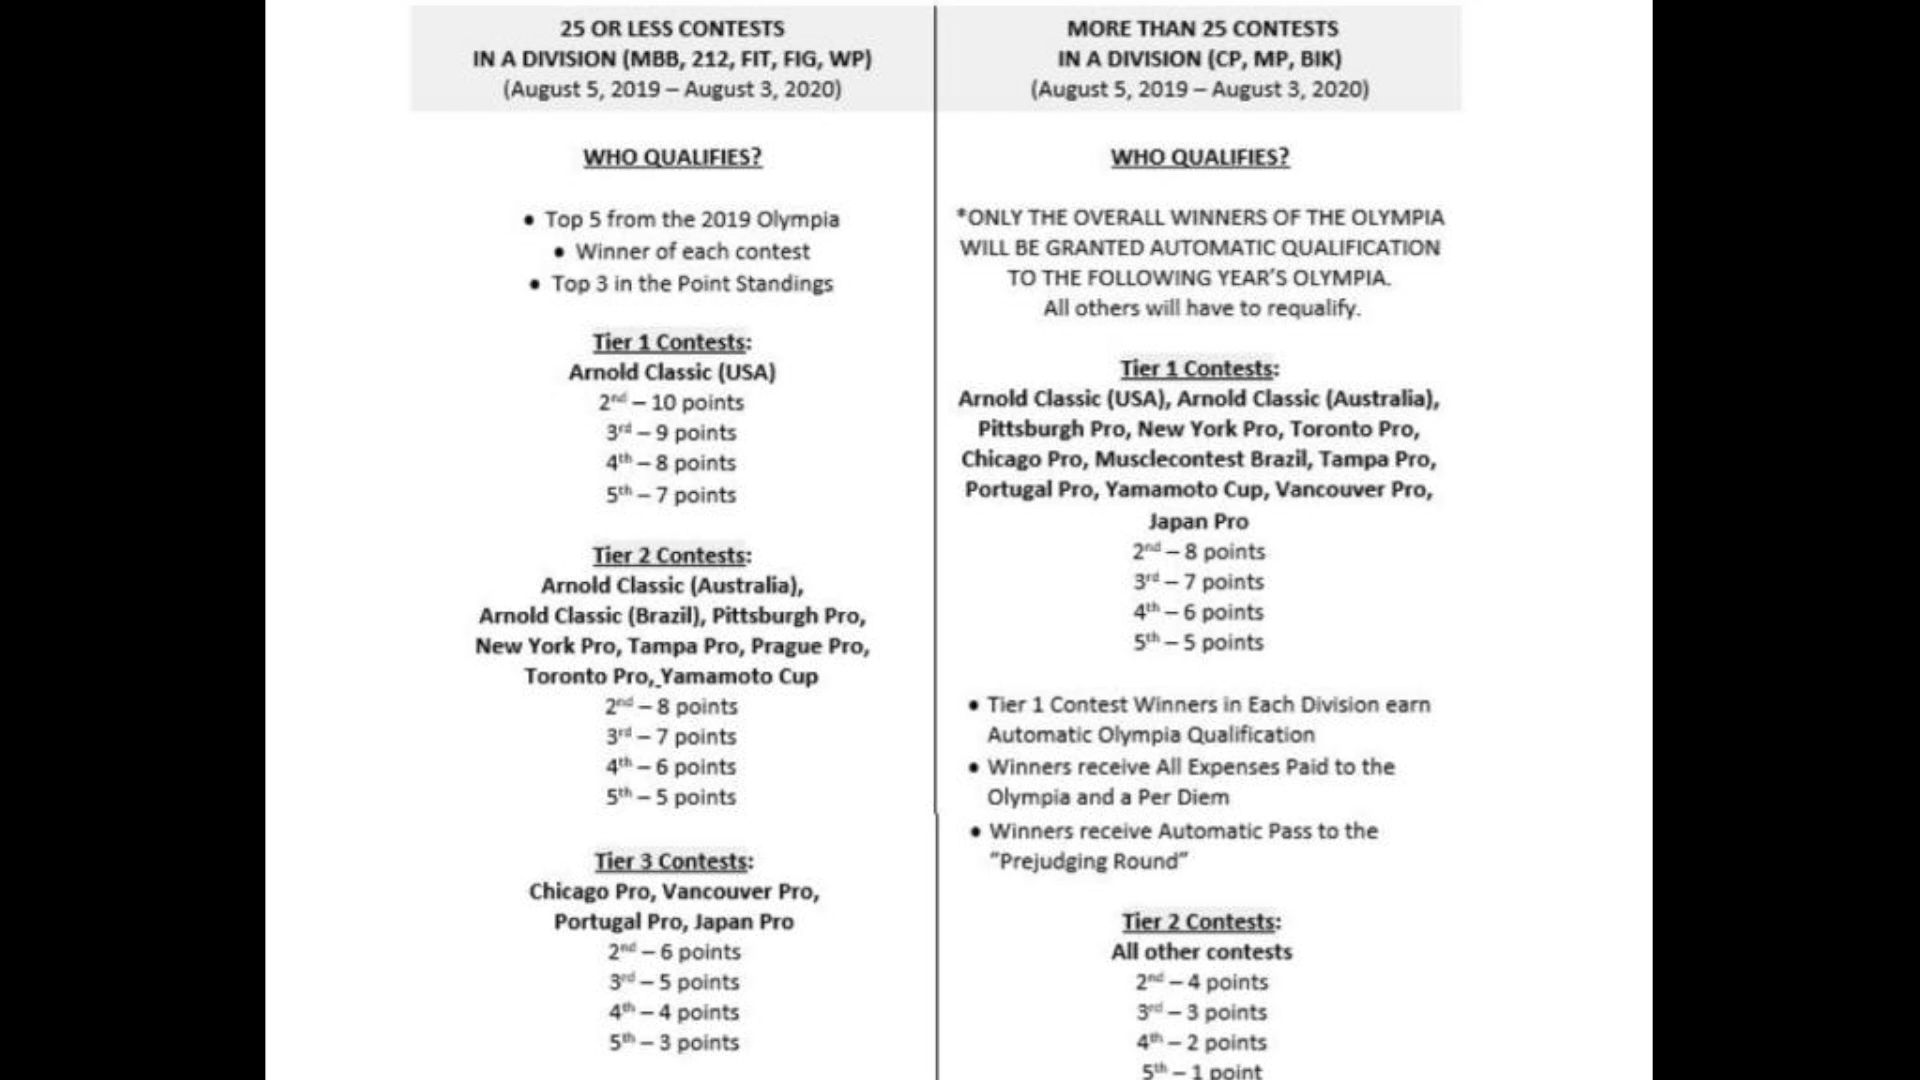 25 OR LESS CONTESTS
IN A DIVISION (MBB, 212, FIT, FIG, WP)
(August 5, 2019 – August 3, 2020)
WHO QUALIFIES?
• Top 5 from the 2019 Olympia
• Winner of each contest
• Top 3 in the Point Standings
Tier 1 Contests:
Arnold Classic (USA)
2nd – 10 points
3rd – 9 points
4th – 8 points
5th – 7 points
Tier 2 Contests:
Arnold Classic (Australia),
Arnold Classic (Brazil), Pittsburgh Pro,
New York Pro, Tampa Pro, Prague Pro,
Toronto Pro, Yamamoto Cup
2nd – 8 points
3rd – 7 points
4th – 6 points
5th – 5 points
Tier 3 Contests:
Chicago Pro, Vancouver Pro,
Portugal Pro, Japan Pro
2nd – 6 points
3rd – 5 points
4th – 4 points
5th – 3 points
MORE THAN 25 CONTESTS
IN A DIVISION (CP, MP, BIK)
(August 5, 2019 – August 3, 2020)
WHO QUALIFIES?
*ONLY THE OVERALL WINNERS OF THE OLYMPIA
WILL BE GRANTED AUTOMATIC QUALIFICATION
TO THE FOLLOWING YEAR'S OLYMPIA.
All others will have to requalify.
Tier 1 Contests:
Arnold Classic (USA), Arnold Classic (Australia),
Pittsburgh Pro, New York Pro, Toronto Pro,
Chicago Pro, Musclecontest Brazil, Tampa Pro,
Portugal Pro, Yamamoto Cup, Vancouver Pro,
Japan Pro
2nd – 8 points
3rd – 7 points
4th – 6 points
5th – 5 points
• Tier 1 Contest Winners in Each Division earn
Automatic Olympia Qualification
• Winners receive All Expenses Paid to the
Olympia and a Per Diem
• Winners receive Automatic Pass to the
"Prejudging Round"
Tier 2 Contests:
All other contests
2nd – 4 points
3rd – 3 points
4th – 2 points
5th – 1 point